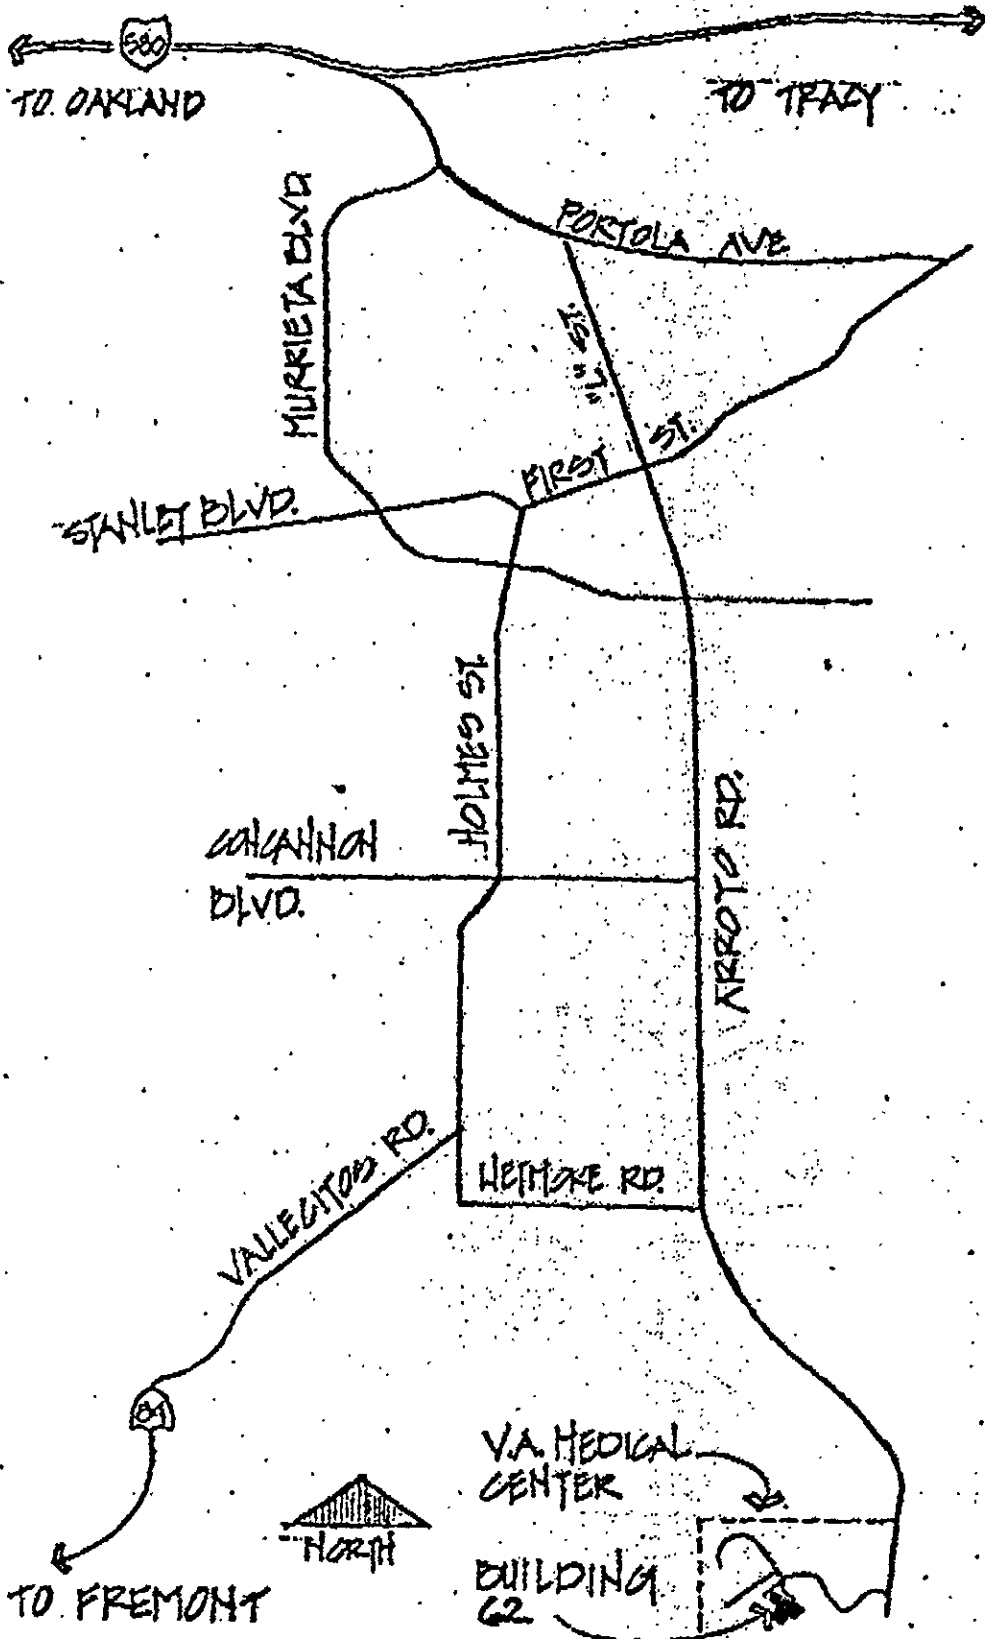 580
TO OAKLAND
TO TRACY
MURRIETA BLVD
PORTOLA AVE
"L" ST.
FIRST ST.
STANLEY BLVD.
HOLMES ST.
CONCANNON
BLVD.
ARROYO RD.
VALLECITOS RD.
WETMORE RD.
84
V.A. MEDICAL
CENTER
NORTH
BUILDING
62
TO FREMONT